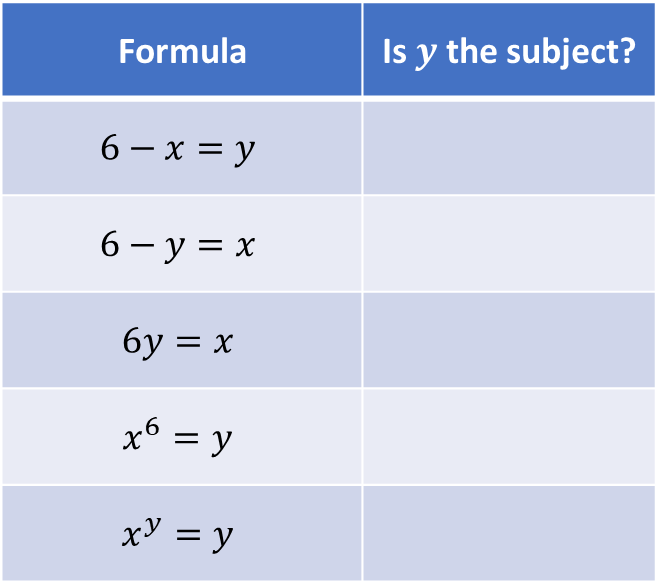 Formula Is y the subject?
6 − x = y
6 − y = x
6y = x
x⁶ = y
xʸ = y